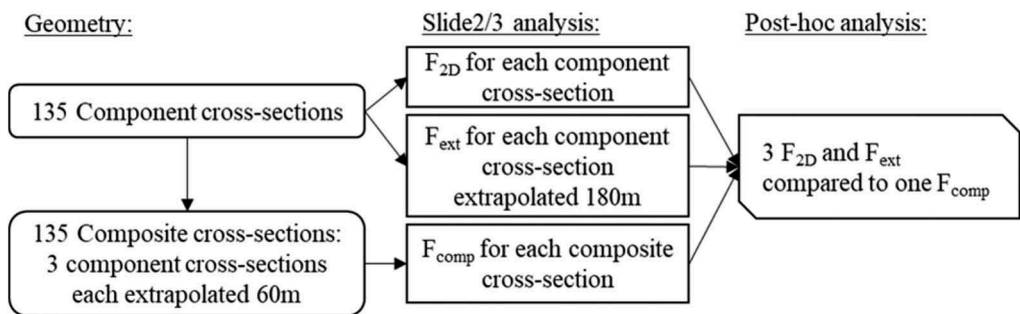 Geometry:
Slide2/3 analysis:
Post-hoc analysis:
135 Component cross-sections
135 Composite cross-sections:
3 component cross-sections
each extrapolated 60m
F2D for each component
cross-section
Fext for each component
cross-section
extrapolated 180m
Fcomp for each composite
cross-section
3 F2D and Fext
compared to one Fcomp